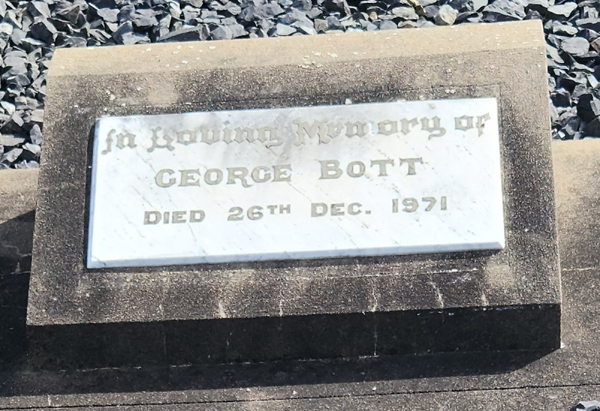 In Loving Memory of
GEORGE BOTT
DIED 26TH DEC. 1971